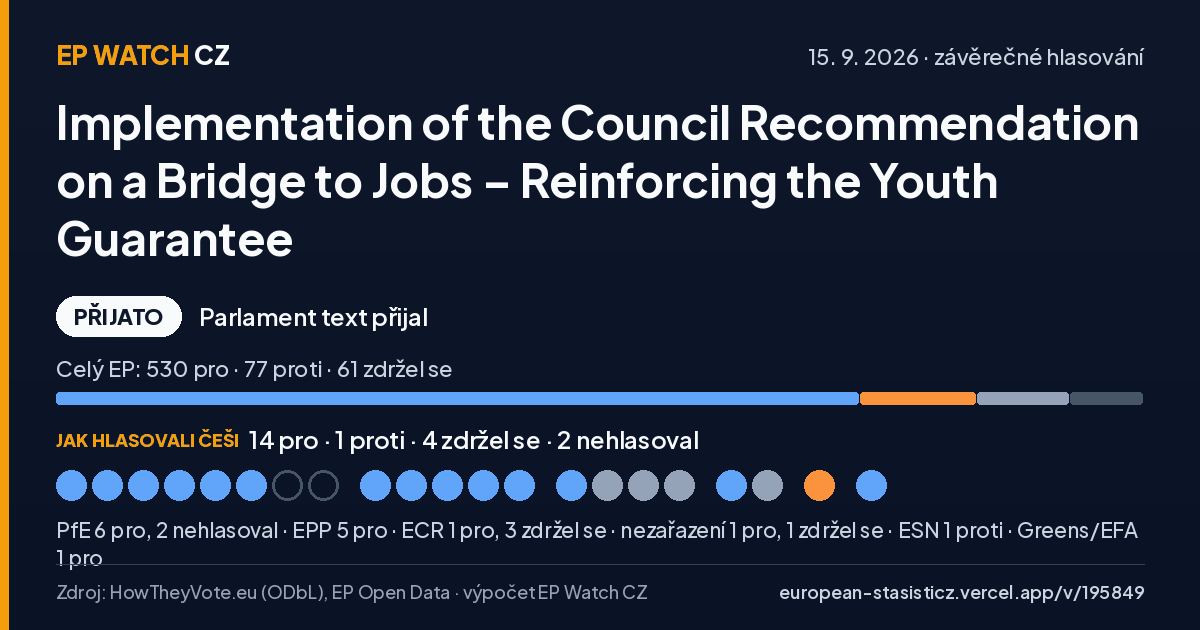 EP WATCH CZ
15. 9. 2026 · závěrečné hlasování
Implementation of the Council Recommendation
on a Bridge to Jobs – Reinforcing the Youth
Guarantee
PŘIJATO Parlament text přijal
Celý EP: 530 pro · 77 proti · 61 zdržel se
JAK HLASOVALI ČEŠI 14 pro · 1 proti · 4 zdržel se · 2 nehlasoval
PfE 6 pro, 2 nehlasoval · EPP 5 pro · ECR 1 pro, 3 zdržel se · nezařazení 1 pro, 1 zdržel se · ESN 1 proti · Greens/EFA
1 pro
Zdroj: HowTheyVote.eu (ODbL), EP Open Data · výpočet EP Watch CZ
european-stasisticz.vercel.app/v/195849